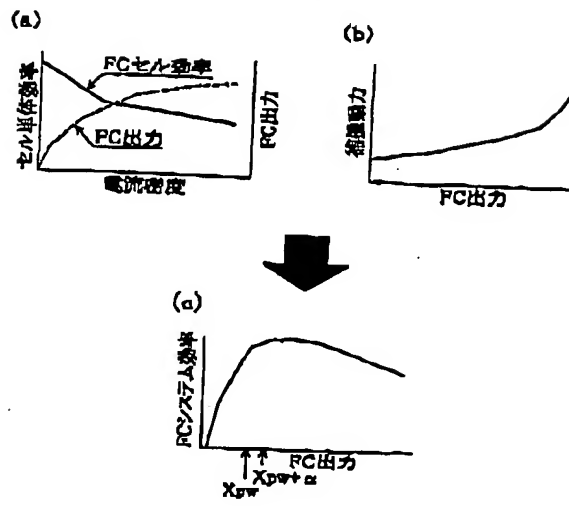 (a)
FCセル効率
セル単体効率
FC出力
FC出力
電流密度
(b)
補機動力
FC出力
(c)
FCシステム効率
FC出力
Xpw
Xpw+α